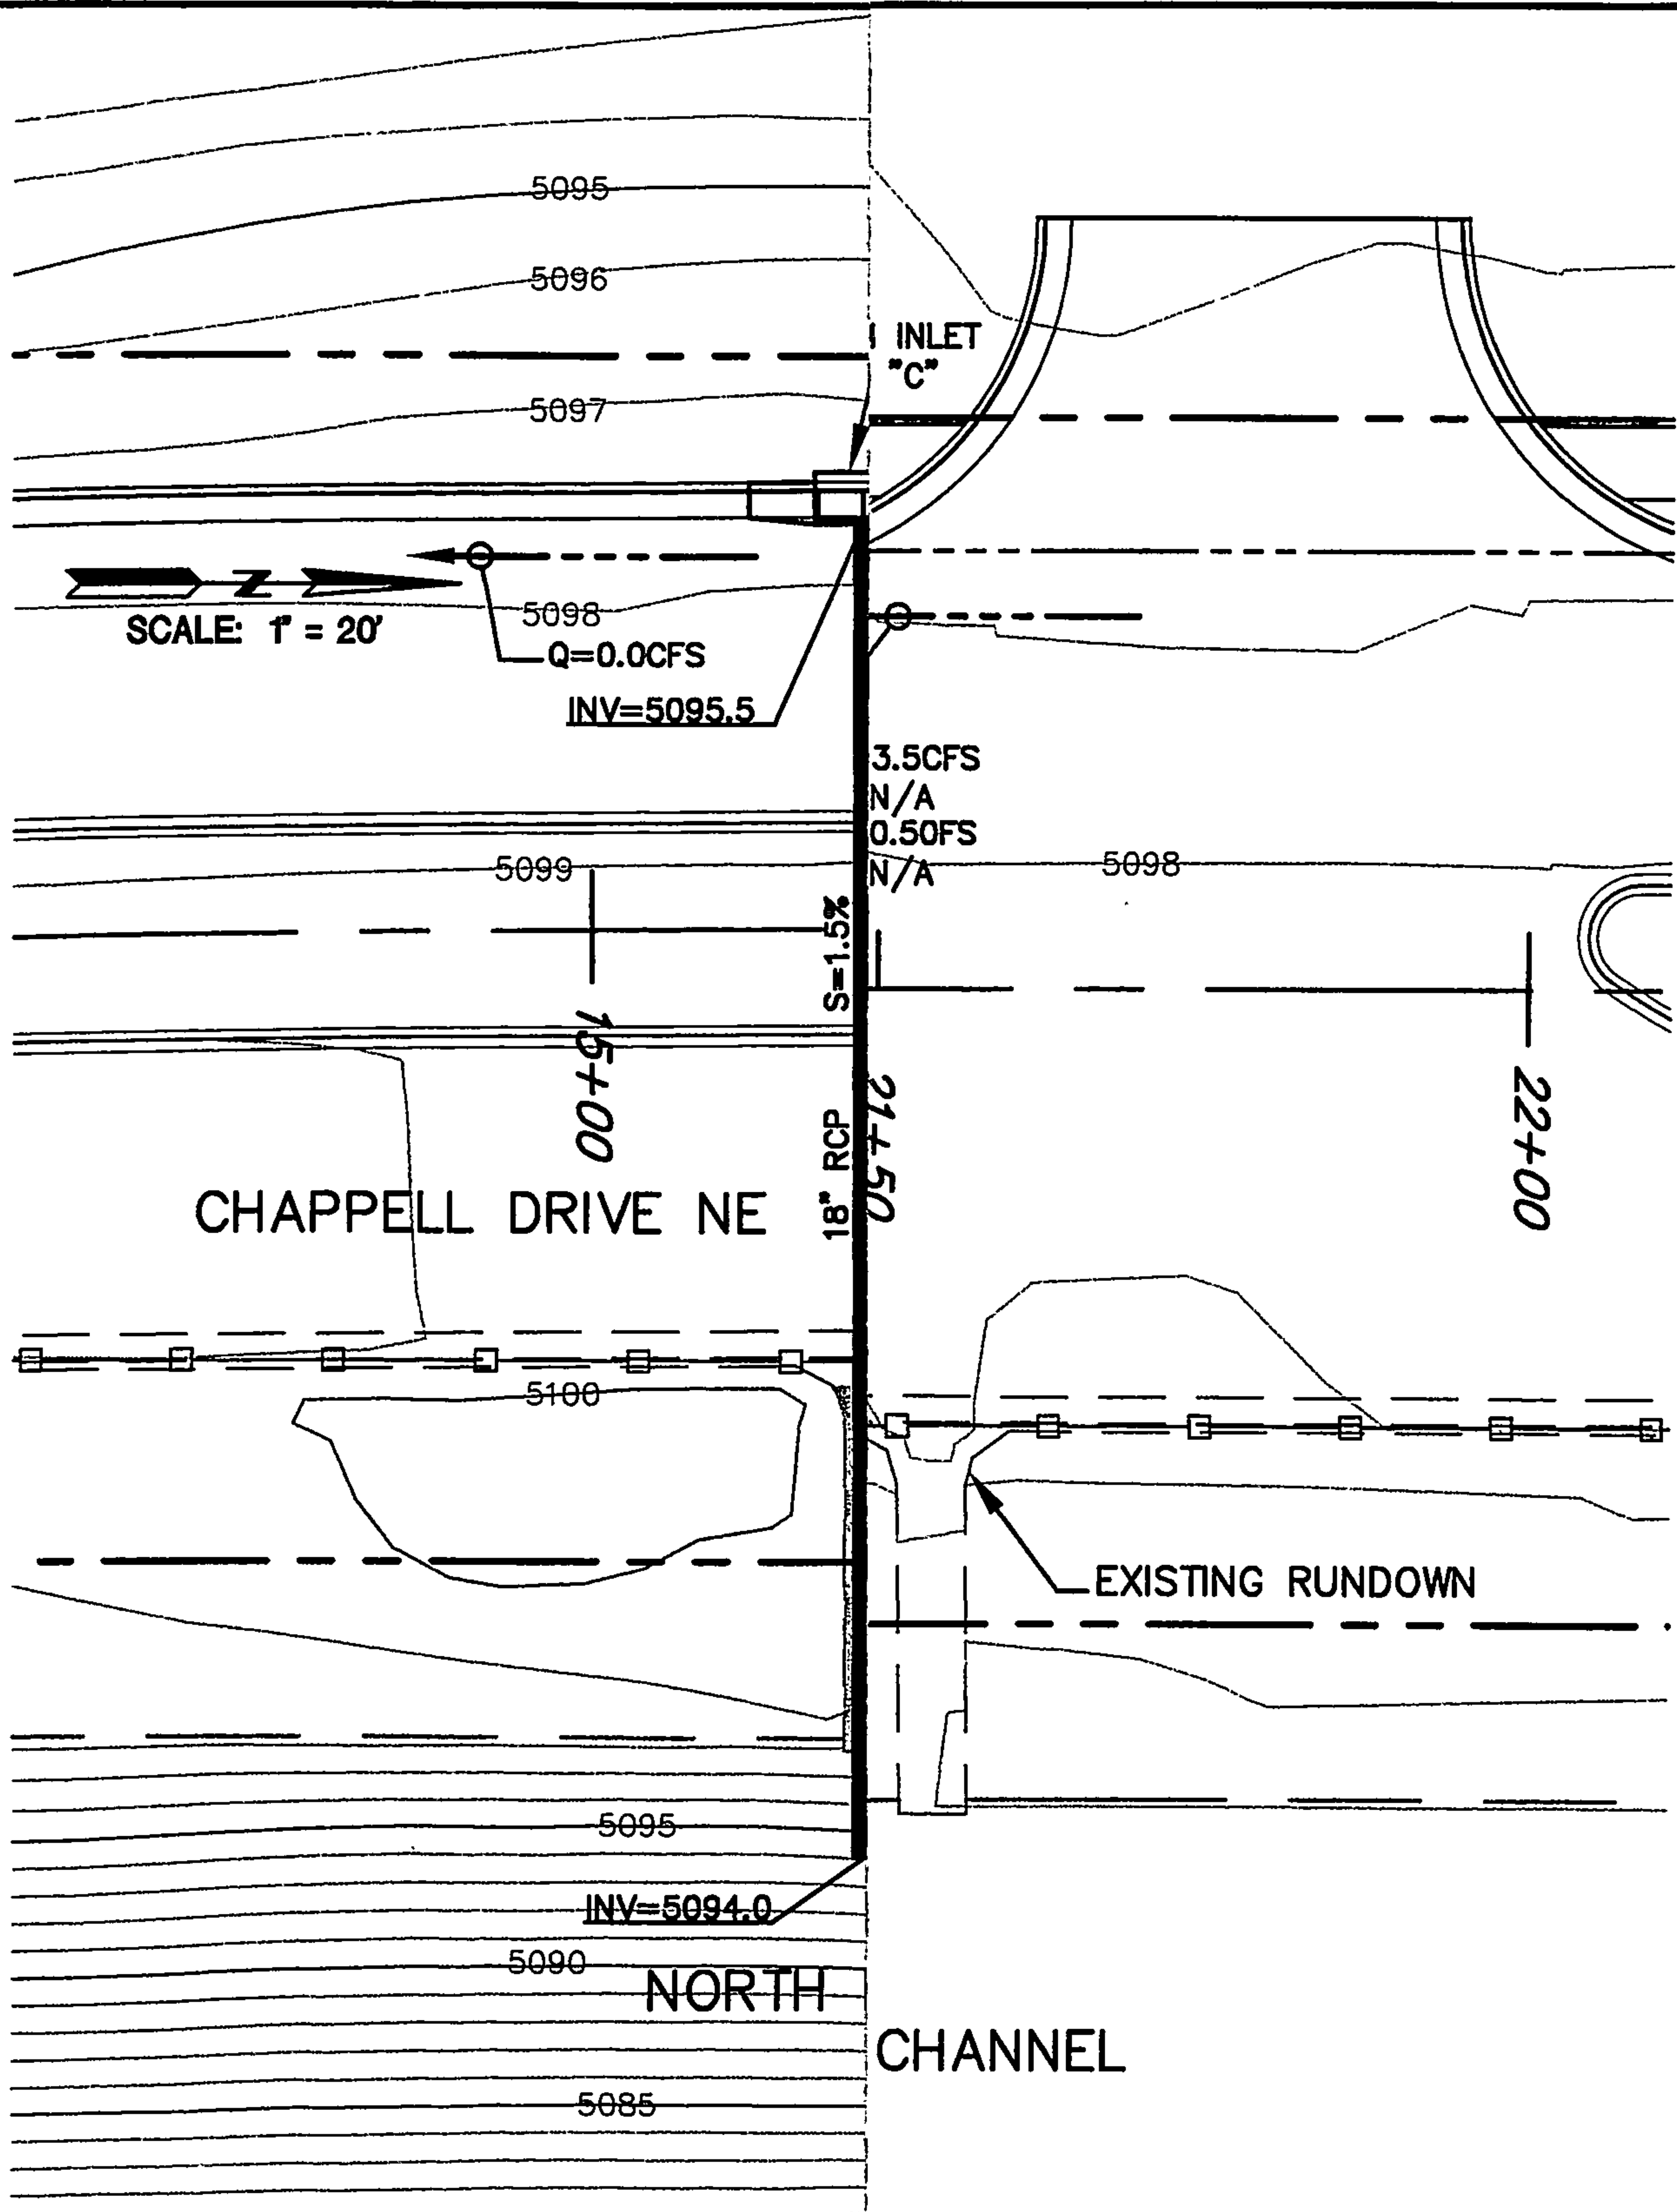 5095
5096
INLET
"C"
5097
N
5098
SCALE: 1" = 20'
Q=0.0CFS
INV=5095.5
3.5CFS
N/A
0.50FS
N/A
5099
5098
S=1.5%
15+00
18" RCP
21+50
22+00
CHAPPELL DRIVE NE
5100
EXISTING RUNDOWN
5095
INV=5094.0
5090
NORTH
CHANNEL
5085